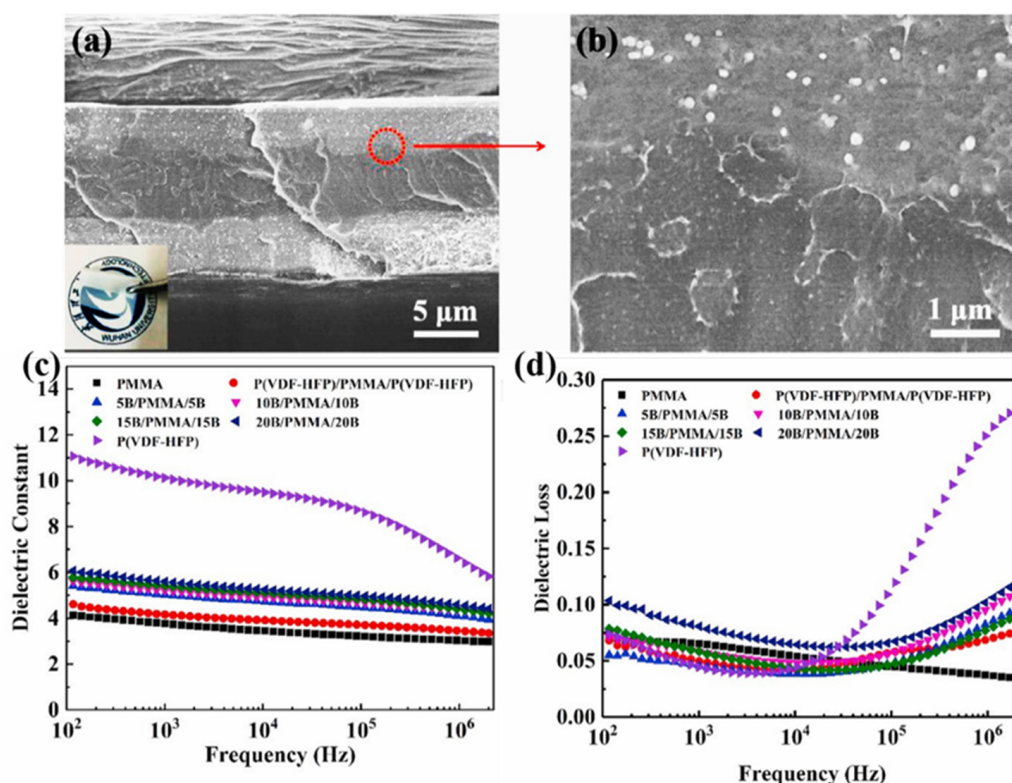 (a)
(b)
WUHAN UNIVERSITY
TECHNOLOGY
5 μm
1 μm
(c)
14
12
10
8
6
4
2
0
Dielectric Constant
PMMA
P(VDF-HFP)/PMMA/P(VDF-HFP)
5B/PMMA/5B
10B/PMMA/10B
15B/PMMA/15B
20B/PMMA/20B
P(VDF-HFP)
10²
10³
10⁴
10⁵
10⁶
Frequency (Hz)
(d)
0.30
0.25
0.20
0.15
0.10
0.05
0.00
Dielectric Loss
PMMA
P(VDF-HFP)/PMMA/P(VDF-HFP)
5B/PMMA/5B
10B/PMMA/10B
15B/PMMA/15B
20B/PMMA/20B
P(VDF-HFP)
10²
10³
10⁴
10⁵
10⁶
Frequency (Hz)